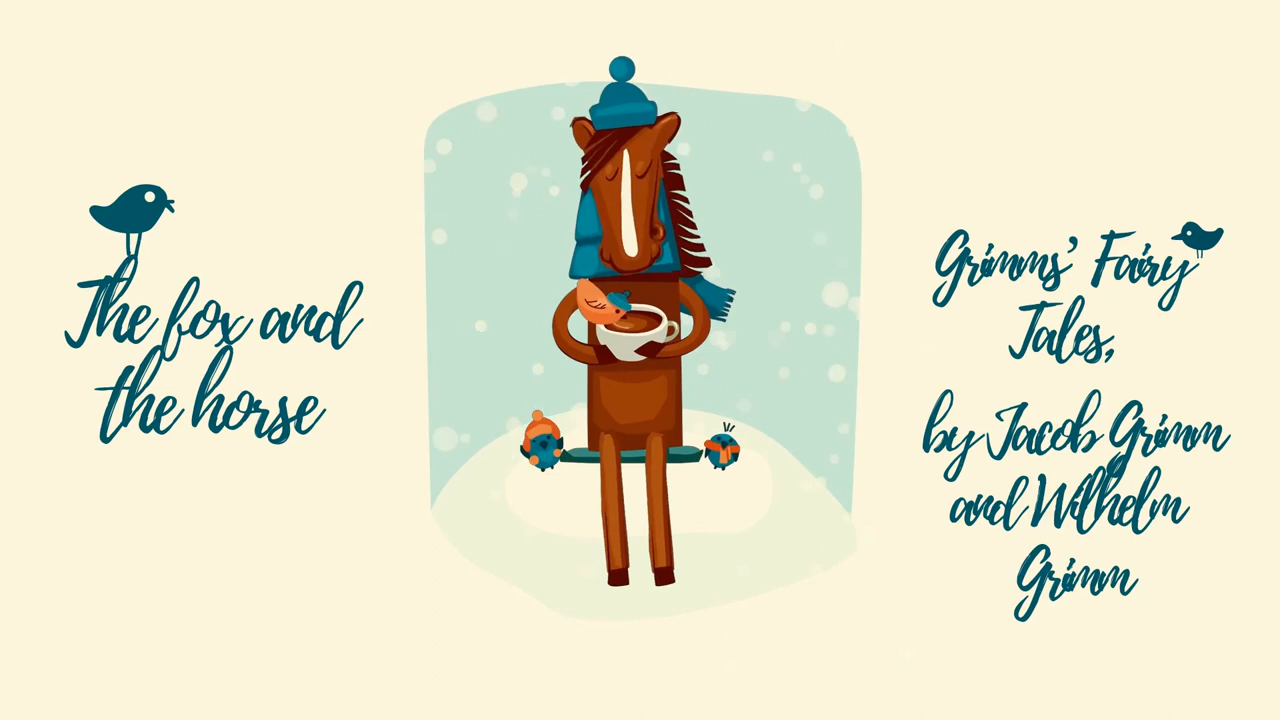 The fox and
the horse
Grimms' Fairy
Tales,
by Jacob Grimm
and Wilhelm
Grimm